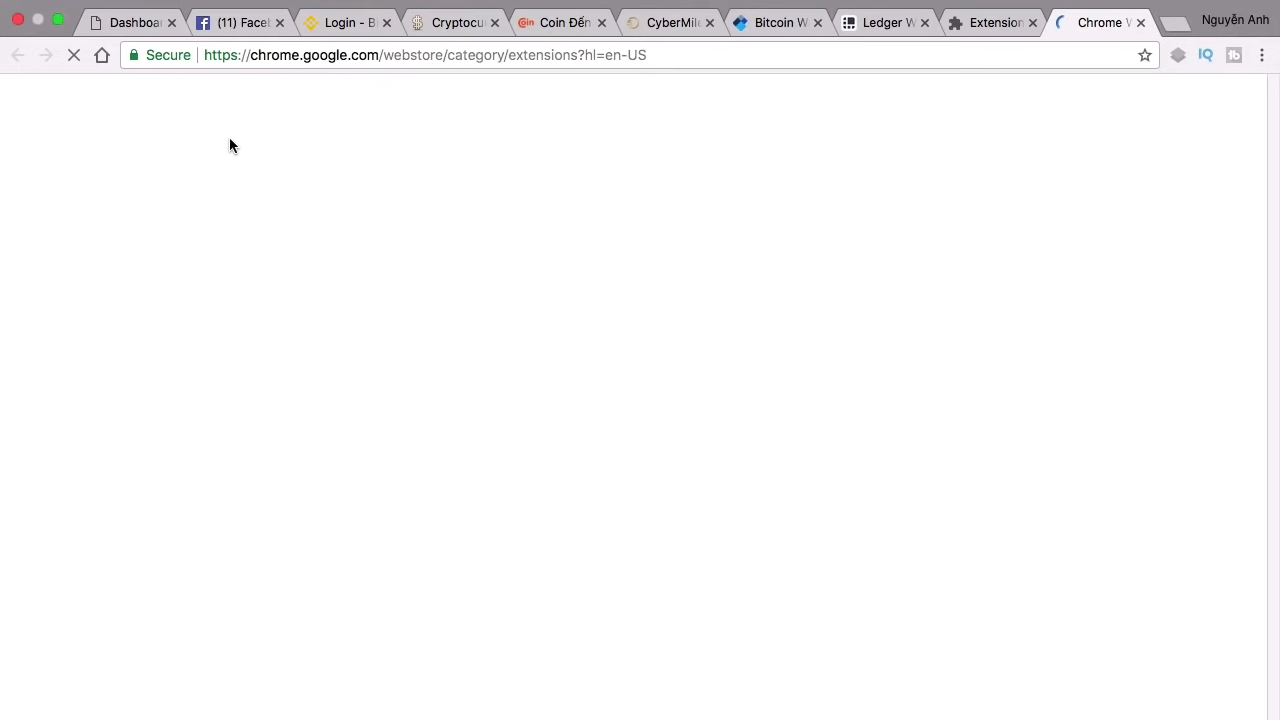 Dashboa
(11) Faceb
Login - B
Cryptocu
Coin Đến
CyberMile
Bitcoin W
Ledger W
Extension
Chrome W
Nguyễn Anh
Secure
https://chrome.google.com/webstore/category/extensions?hl=en-US
IQ